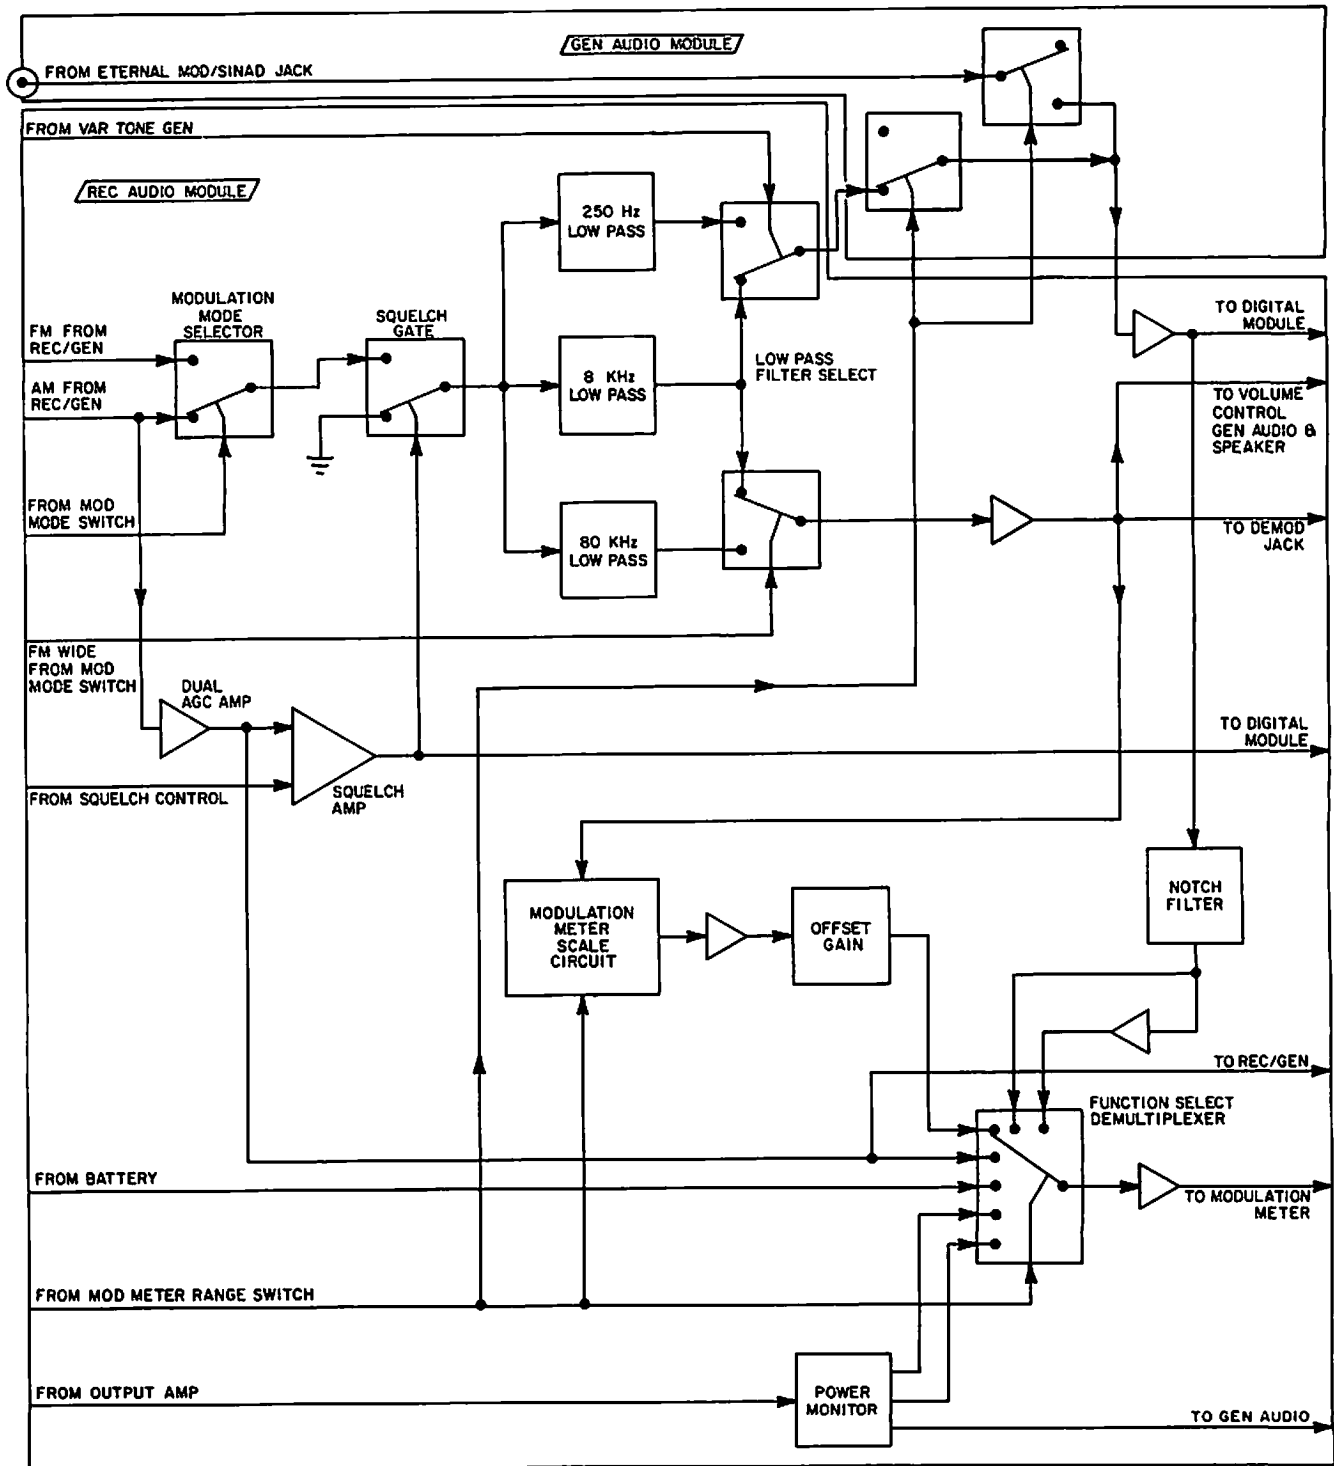 GEN AUDIO MODULE
FROM ETERNAL MOD/SINAD JACK
FROM VAR TONE GEN
REC AUDIO MODULE
250 Hz
LOW PASS
MODULATION
MODE
SELECTOR
SQUELCH
GATE
FM FROM
REC/GEN
AM FROM
REC/GEN
8 KHz
LOW PASS
LOW PASS
FILTER SELECT
TO DIGITAL
MODULE
TO VOLUME
CONTROL
GEN AUDIO &
SPEAKER
FROM MOD
MODE SWITCH
80 KHz
LOW PASS
TO DEMOD
JACK
FM WIDE
FROM MOD
MODE SWITCH
DUAL
AGC AMP
TO DIGITAL
MODULE
FROM SQUELCH CONTROL
SQUELCH
AMP
MODULATION
METER
SCALE
CIRCUIT
OFFSET
GAIN
NOTCH
FILTER
TO REC/GEN
FUNCTION SELECT
DEMULTIPLEXER
FROM BATTERY
TO MODULATION
METER
FROM MOD METER RANGE SWITCH
FROM OUTPUT AMP
POWER
MONITOR
TO GEN AUDIO